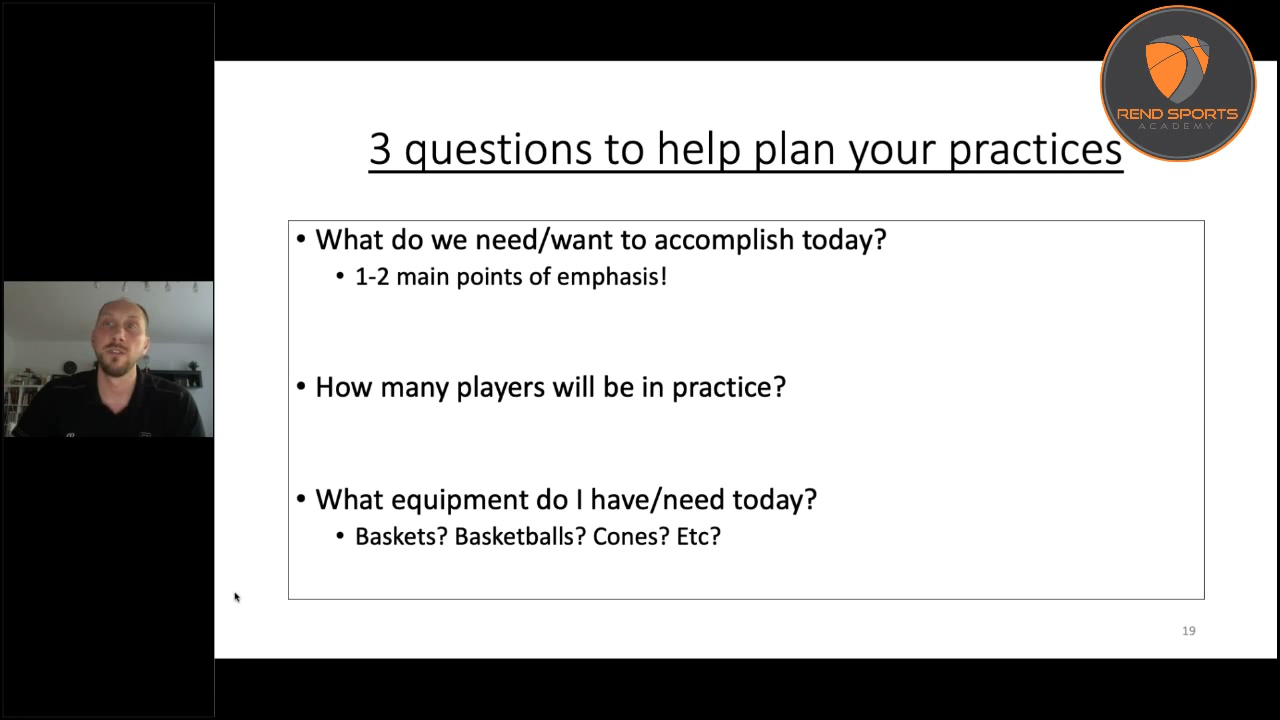 REND SPORTS
ACADEMY
3 questions to help plan your practices
• What do we need/want to accomplish today?
• 1-2 main points of emphasis!
• How many players will be in practice?
• What equipment do I have/need today?
• Baskets? Basketballs? Cones? Etc?
19